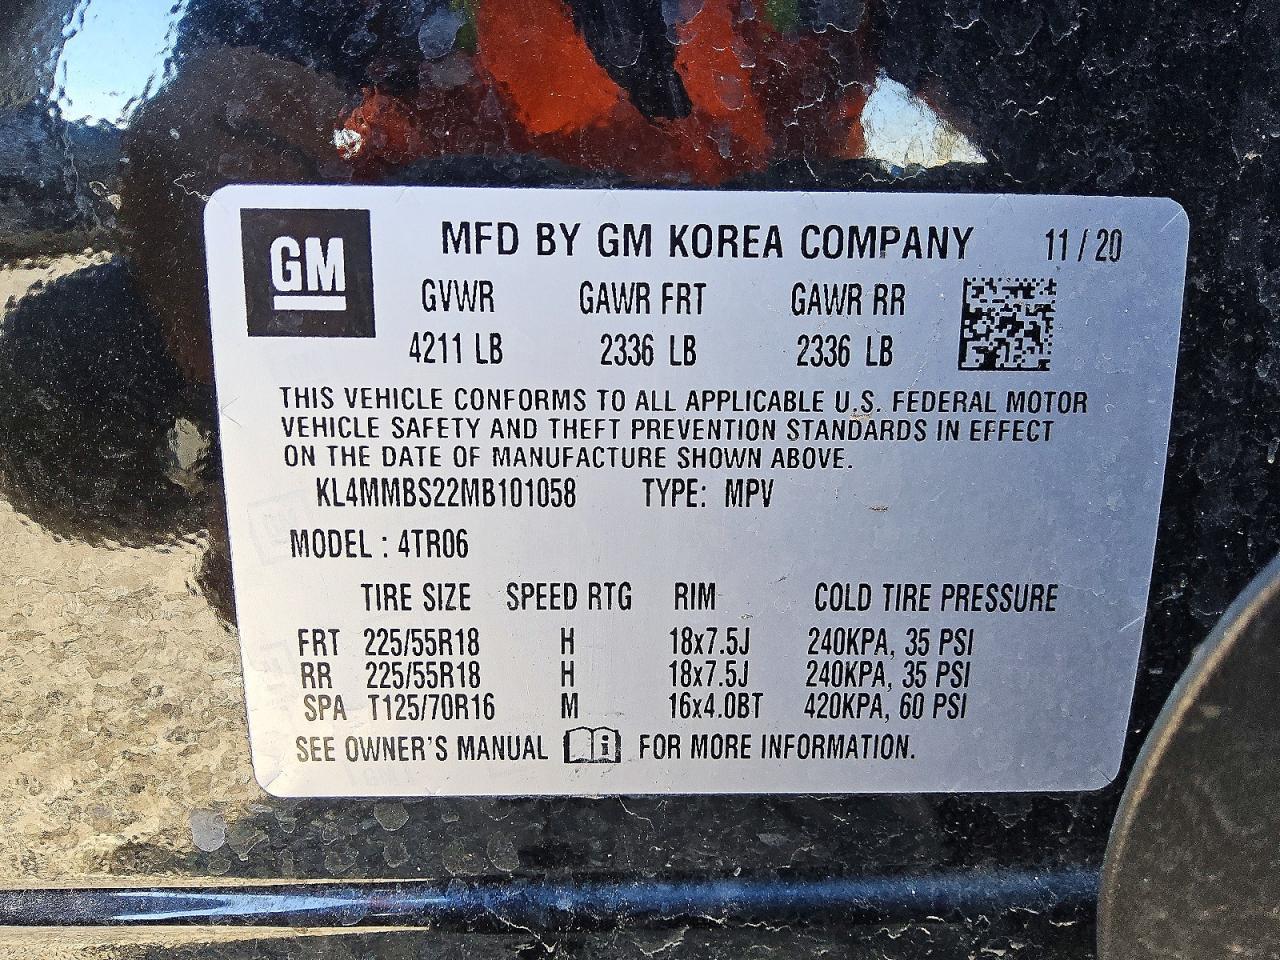 GM
MFD BY GM KOREA COMPANY 11 / 20
GVWR GAWR FRT GAWR RR
4211 LB 2336 LB 2336 LB
THIS VEHICLE CONFORMS TO ALL APPLICABLE U.S. FEDERAL MOTOR
VEHICLE SAFETY AND THEFT PREVENTION STANDARDS IN EFFECT
ON THE DATE OF MANUFACTURE SHOWN ABOVE.
KL4MMBS22MB101058 TYPE: MPV
MODEL : 4TR06
TIRE SIZE SPEED RTG RIM COLD TIRE PRESSURE
FRT 225/55R18 H 18x7.5J 240KPA, 35 PSI
RR 225/55R18 H 18x7.5J 240KPA, 35 PSI
SPA T125/70R16 M 16x4.0BT 420KPA, 60 PSI
SEE OWNER'S MANUAL i FOR MORE INFORMATION.